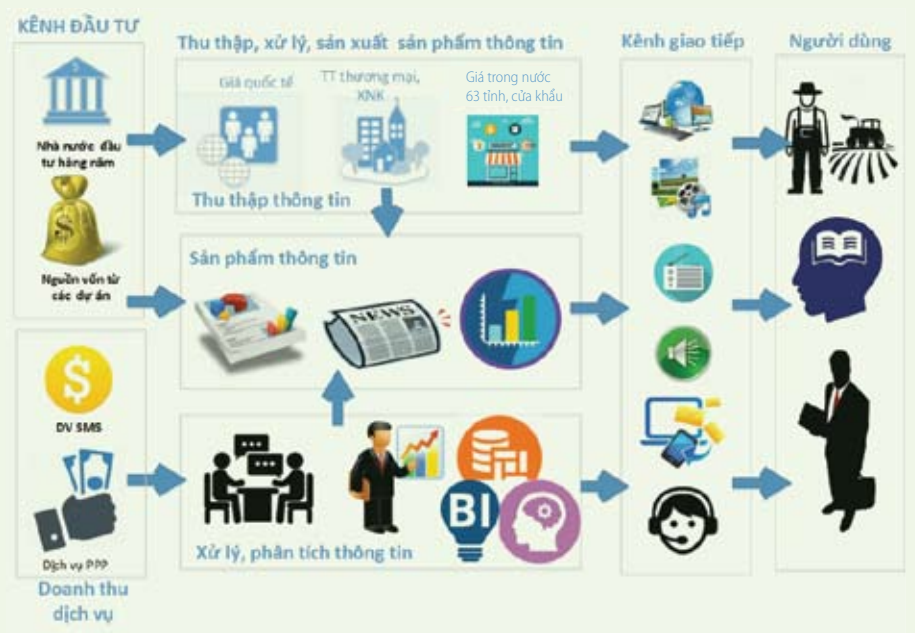 KÊNH ĐẦU TƯ
Nhà nước đầu
tư hàng năm
Nguồn vốn từ
các dự án
DV SMS
Dịch vụ PPP
Doanh thu
dịch vụ
Thu thập, xử lý, sản xuất sản phẩm thông tin
Giá quốc tế
TT thương mại,
XNK
Giá trong nước
63 tỉnh, cửa khẩu
Thu thập thông tin
Sản phẩm thông tin
NEWS
BI
Xử lý, phân tích thông tin
Kênh giao tiếp
Người dùng